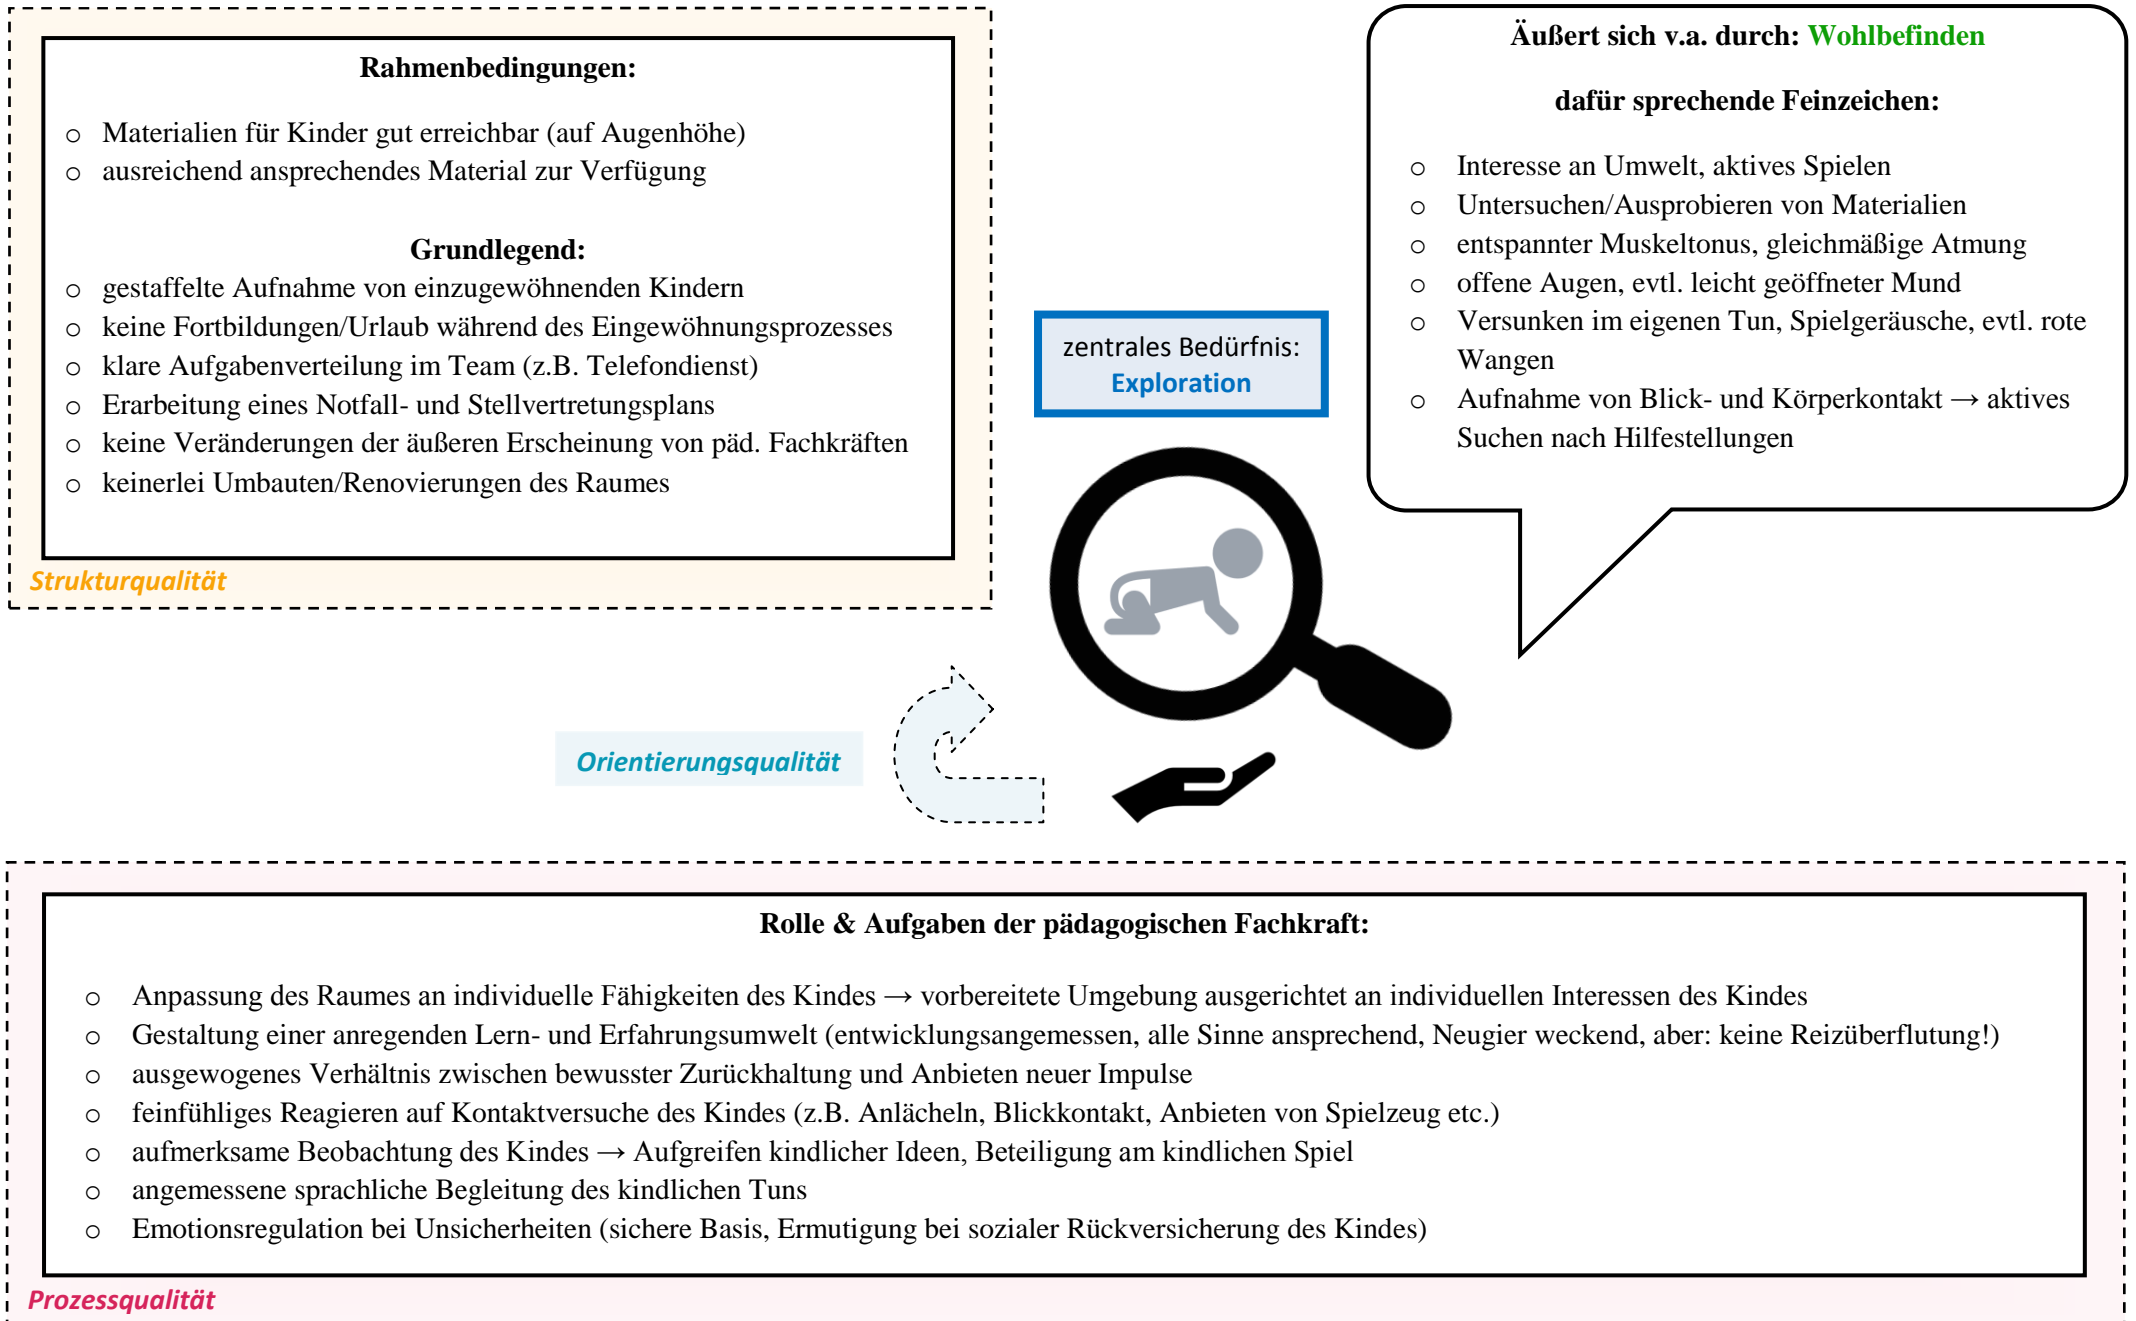 Rahmenbedingungen:
o Materialien für Kinder gut erreichbar (auf Augenhöhe)
o ausreichend ansprechendes Material zur Verfügung
Grundlegend:
o gestaffelte Aufnahme von einzugewöhnenden Kindern
o keine Fortbildungen/Urlaub während des Eingewöhnungsprozesses
o klare Aufgabenverteilung im Team (z.B. Telefondienst)
o Erarbeitung eines Notfall- und Stellvertretungsplans
o keine Veränderungen der äußeren Erscheinung von päd. Fachkräften
o keinerlei Umbauten/Renovierungen des Raumes
Strukturqualität
Äußert sich v.a. durch: Wohlbefinden
dafür sprechende Feinzeichen:
o Interesse an Umwelt, aktives Spielen
o Untersuchen/Ausprobieren von Materialien
o entspannter Muskeltonus, gleichmäßige Atmung
o offene Augen, evtl. leicht geöffneter Mund
o Versunken im eigenen Tun, Spielgeräusche, evtl. rote
Wangen
o Aufnahme von Blick- und Körperkontakt → aktives
Suchen nach Hilfestellungen
zentrales Bedürfnis:
Exploration
Orientierungsqualität
Rolle & Aufgaben der pädagogischen Fachkraft:
o Anpassung des Raumes an individuelle Fähigkeiten des Kindes → vorbereitete Umgebung ausgerichtet an individuellen Interessen des Kindes
o Gestaltung einer anregenden Lern- und Erfahrungsumwelt (entwicklungsangemessen, alle Sinne ansprechend, Neugier weckend, aber: keine Reizüberflutung!)
o ausgewogenes Verhältnis zwischen bewusster Zurückhaltung und Anbieten neuer Impulse
o feinfühliges Reagieren auf Kontaktversuche des Kindes (z.B. Anlächeln, Blickkontakt, Anbieten von Spielzeug etc.)
o aufmerksame Beobachtung des Kindes → Aufgreifen kindlicher Ideen, Beteiligung am kindlichen Spiel
o angemessene sprachliche Begleitung des kindlichen Tuns
o Emotionsregulation bei Unsicherheiten (sichere Basis, Ermutigung bei sozialer Rückversicherung des Kindes)
Prozessqualität